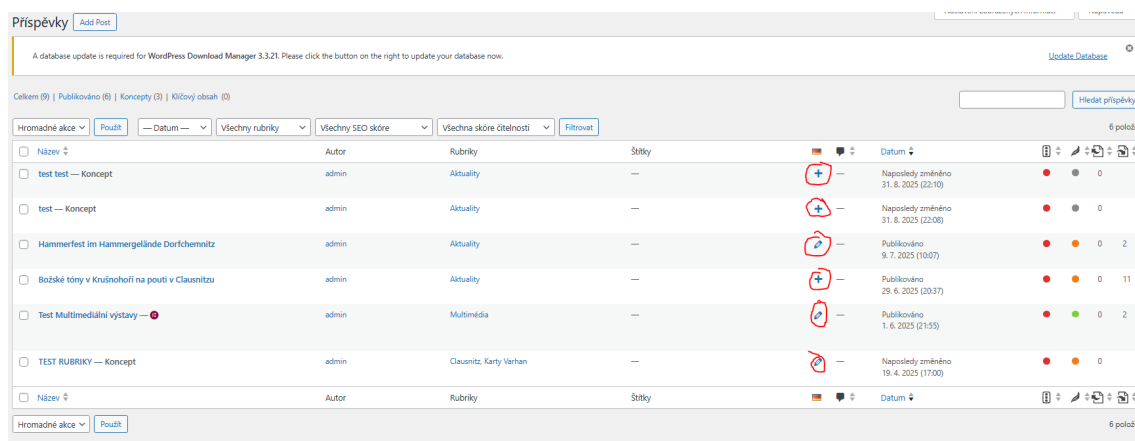 Příspěvky Add Post
A database update is required for WordPress Download Manager 3.3.21. Please click the button on the right to update your database now. Update Database
Celkem (9) | Publikováno (6) | Koncepty (3) | Klíčový obsah (0)
Hledat příspěvky
Hromadné akce Použít — Datum — Všechny rubriky Všechny SEO skóre Všechna skóre čitelnosti Filtrovat 6 polož
Název Autor Rubriky Štítky Datum
test test — Koncept admin Aktuality — — Naposledy změněno 0
31. 8. 2025 (22:10)
test — Koncept admin Aktuality — — Naposledy změněno 0
31. 8. 2025 (22:08)
Hammerfest im Hammergelände Dorfchemnitz admin Aktuality — — Publikováno 0 2
9. 7. 2025 (10:07)
Božské tóny v Krušnohoří na pouti v Clausnitzu admin Aktuality — — Publikováno 0 11
29. 6. 2025 (20:37)
Test Multimediální výstavy — admin Multimédia — — Publikováno 0 2
1. 6. 2025 (21:55)
TEST RUBRIKY — Koncept admin Clausnitz, Karty Varhan — — Naposledy změněno 0
19. 4. 2025 (17:00)
Název Autor Rubriky Štítky Datum
Hromadné akce Použít 6 polož